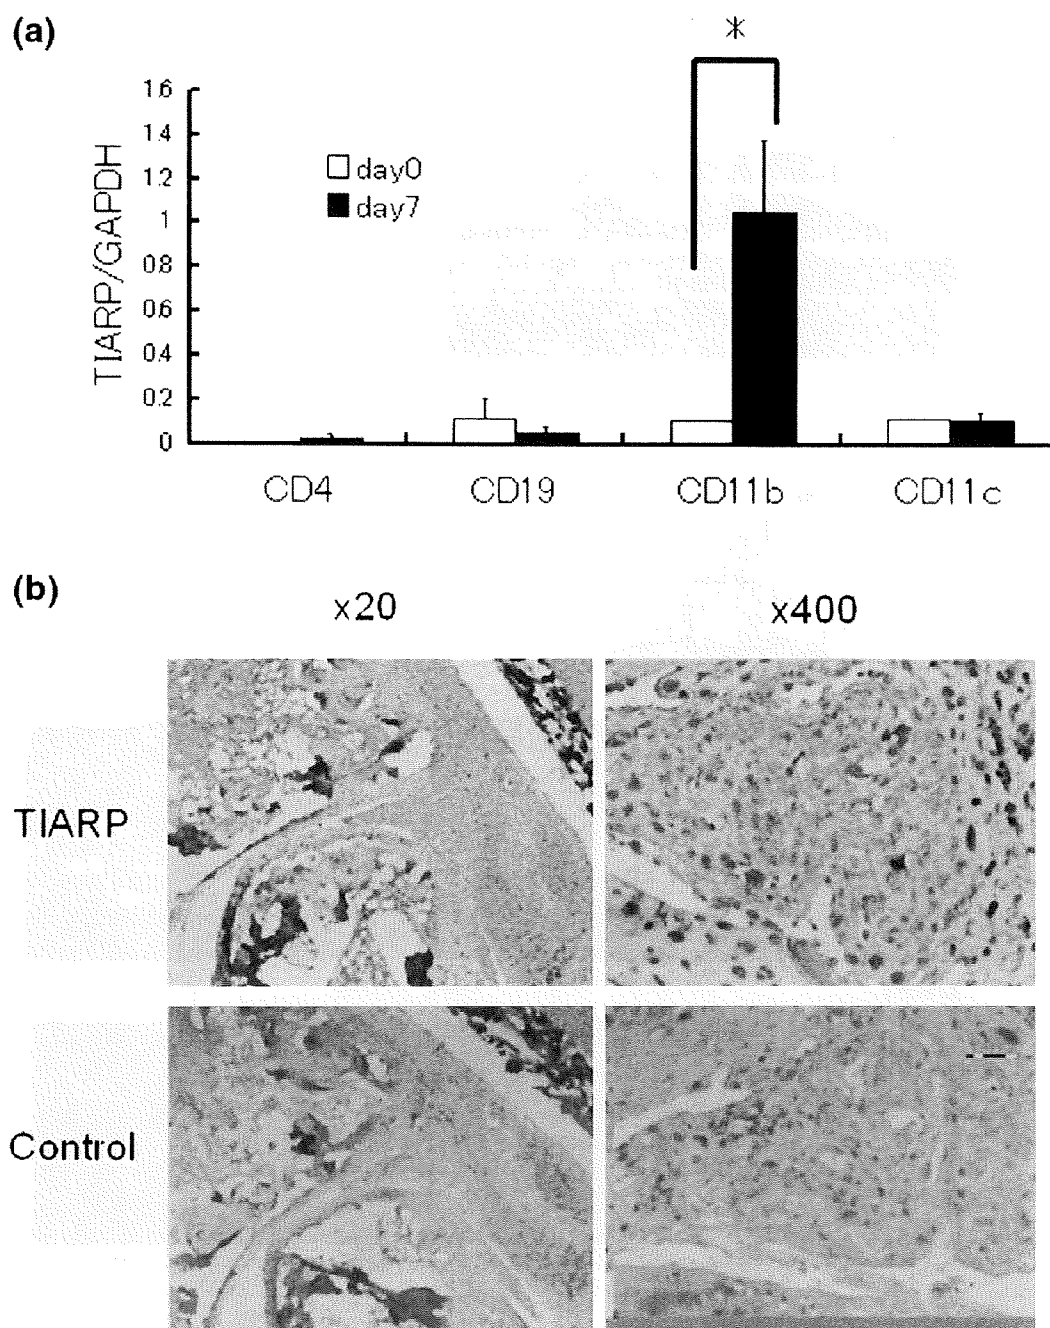 (a)
*
1.6
1.4
1.2
1
0.8
0.6
0.4
0.2
0
TIARP/GAPDH
day0
day7
CD4 CD19 CD11b CD11c
(b)
x20 x400
TIARP
Control